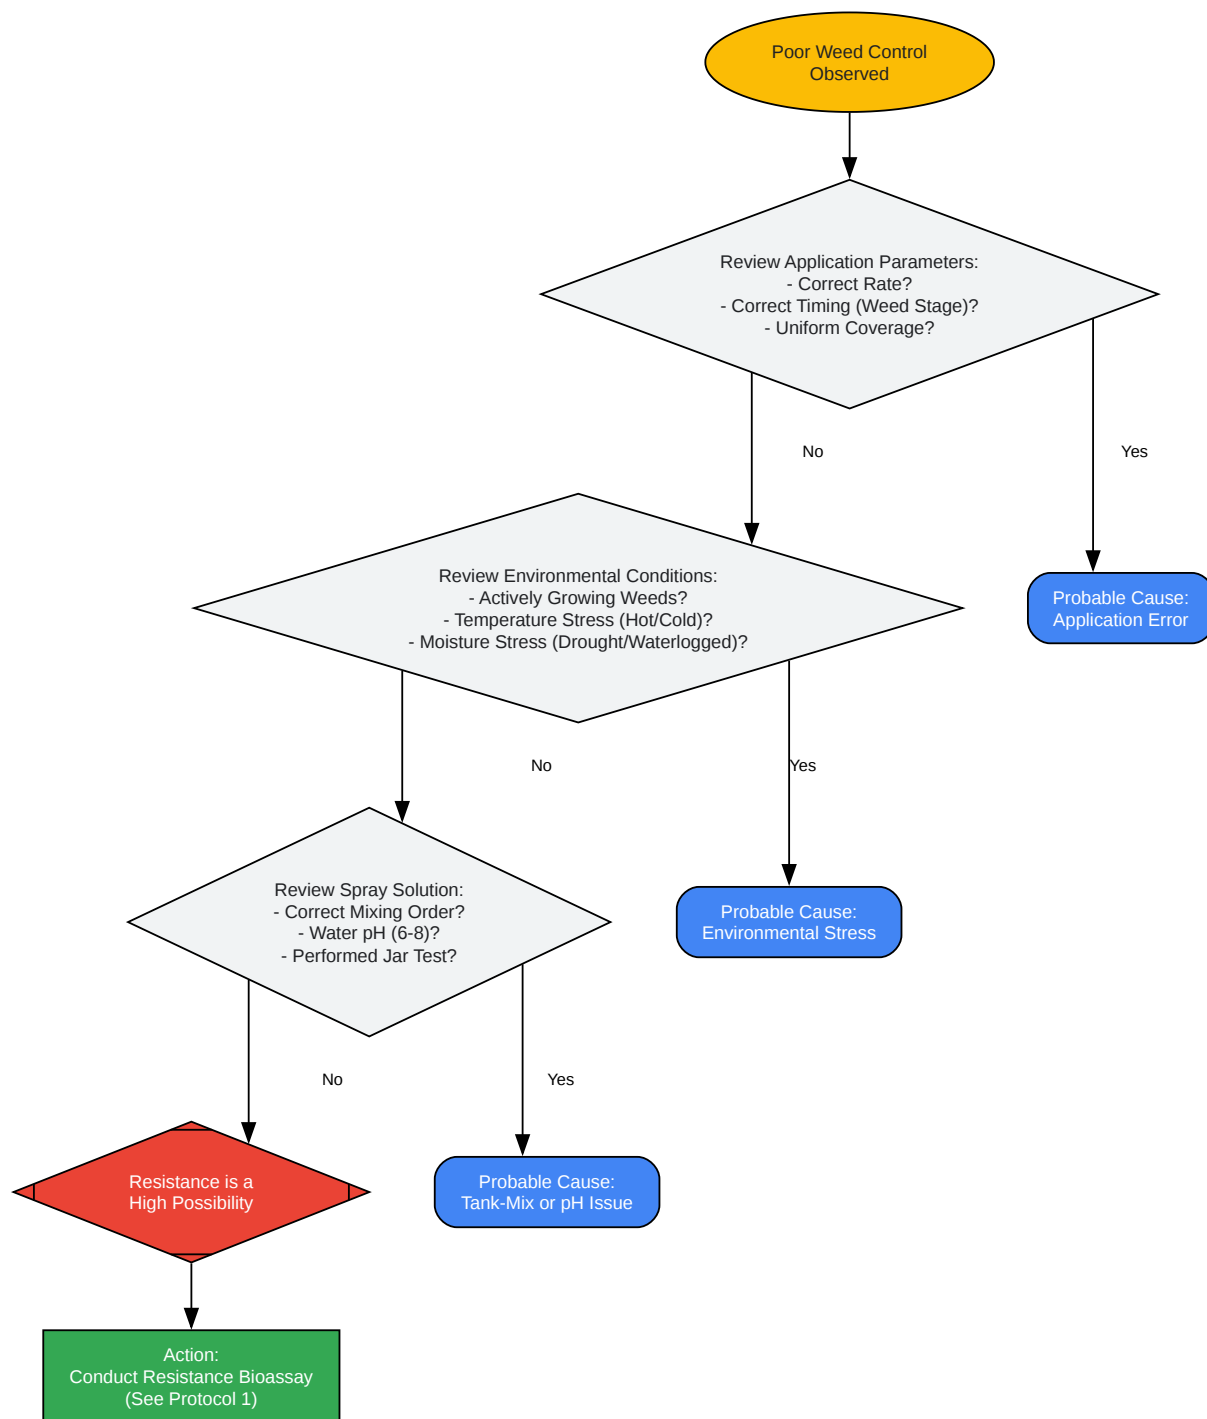 Poor Weed Control
Observed
Review Application Parameters:
- Correct Rate?
- Correct Timing (Weed Stage)?
- Uniform Coverage?
No
Yes
Review Environmental Conditions:
- Actively Growing Weeds?
- Temperature Stress (Hot/Cold)?
- Moisture Stress (Drought/Waterlogged)?
Probable Cause:
Application Error
No
Yes
Review Spray Solution:
- Correct Mixing Order?
- Water pH (6-8)?
- Performed Jar Test?
Probable Cause:
Environmental Stress
No
Yes
Resistance is a
High Possibility
Probable Cause:
Tank-Mix or pH Issue
Action:
Conduct Resistance Bioassay
(See Protocol 1)